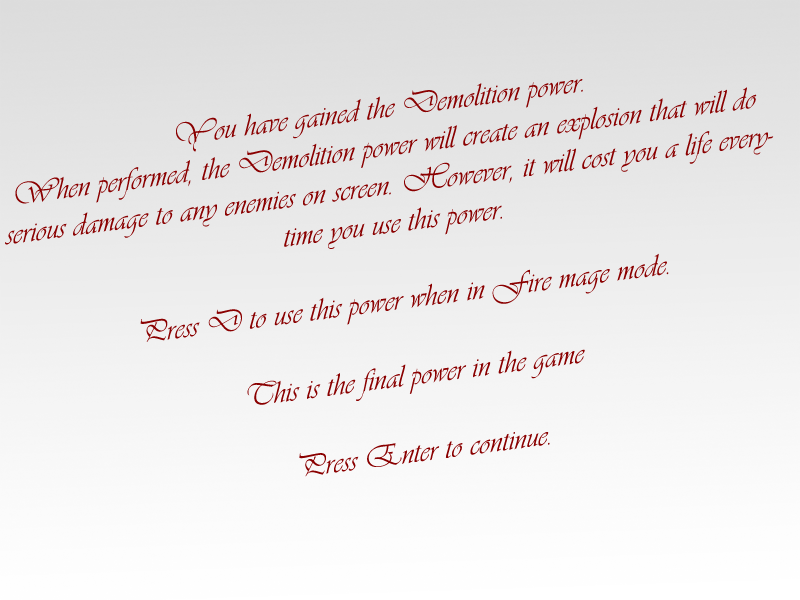 You have gained the Demolition power.
When performed, the Demolition power will create an explosion that will do
serious damage to any enemies on screen. However, it will cost you a life every-
time you use this power.
Press D to use this power when in Fire mage mode.
This is the final power in the game
Press Enter to continue.